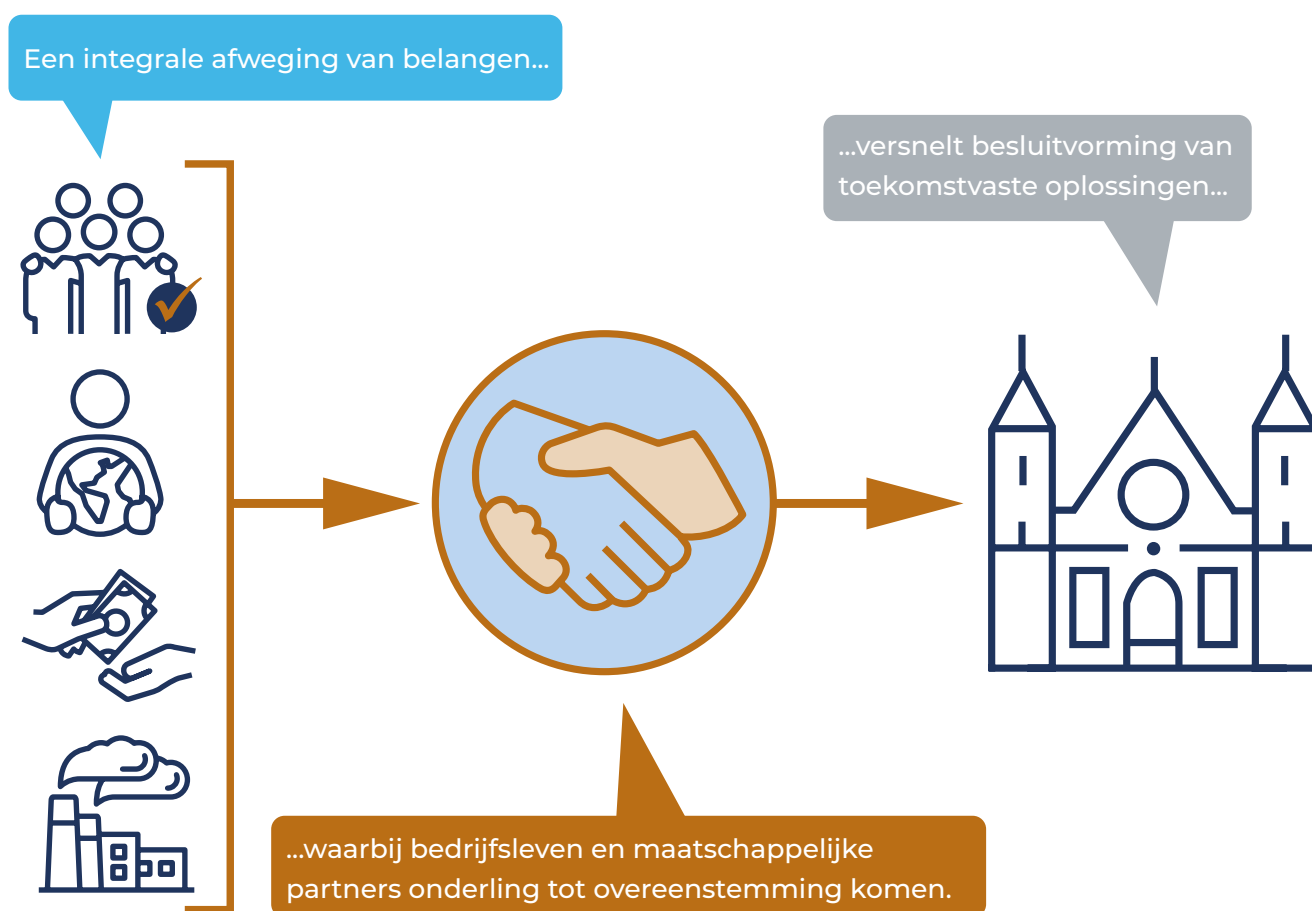 Een integrale afweging van belangen...
...versnelt besluitvorming van
toekomstvaste oplossingen...
...waarbij bedrijfsleven en maatschappelijke
partners onderling tot overeenstemming komen.